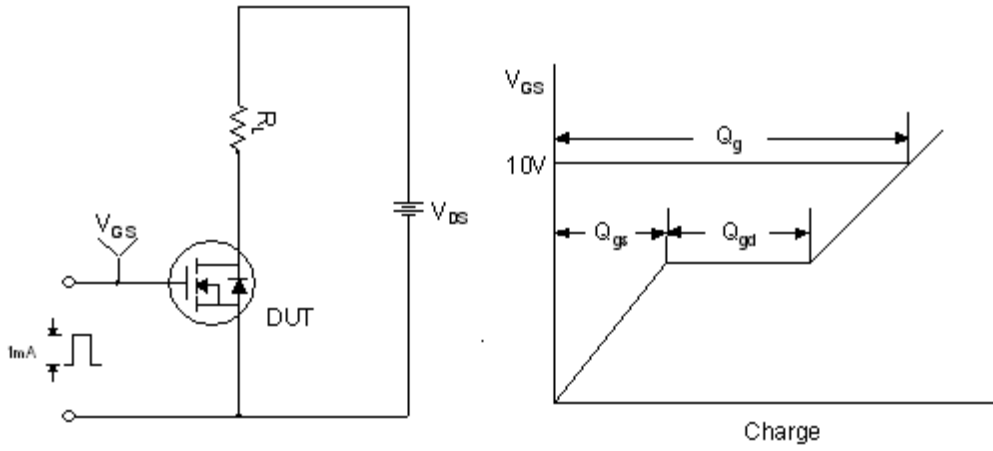 R_L
V_GS
V_DS
DUT
1mA
V_GS
Q_g
10V
Q_gs
Q_gd
Charge